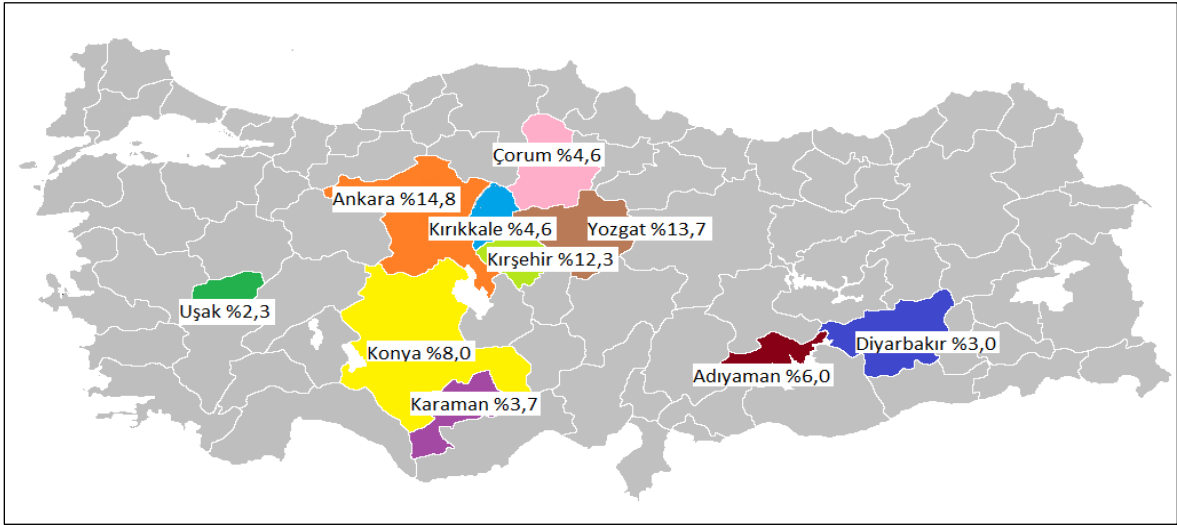 Çorum %4,6
Ankara %14,8
Kırıkkale %4,6
Yozgat %13,7
Kırşehir %12,3
Uşak %2,3
Konya %8,0
Diyarbakır %3,0
Adıyaman %6,0
Karaman %3,7